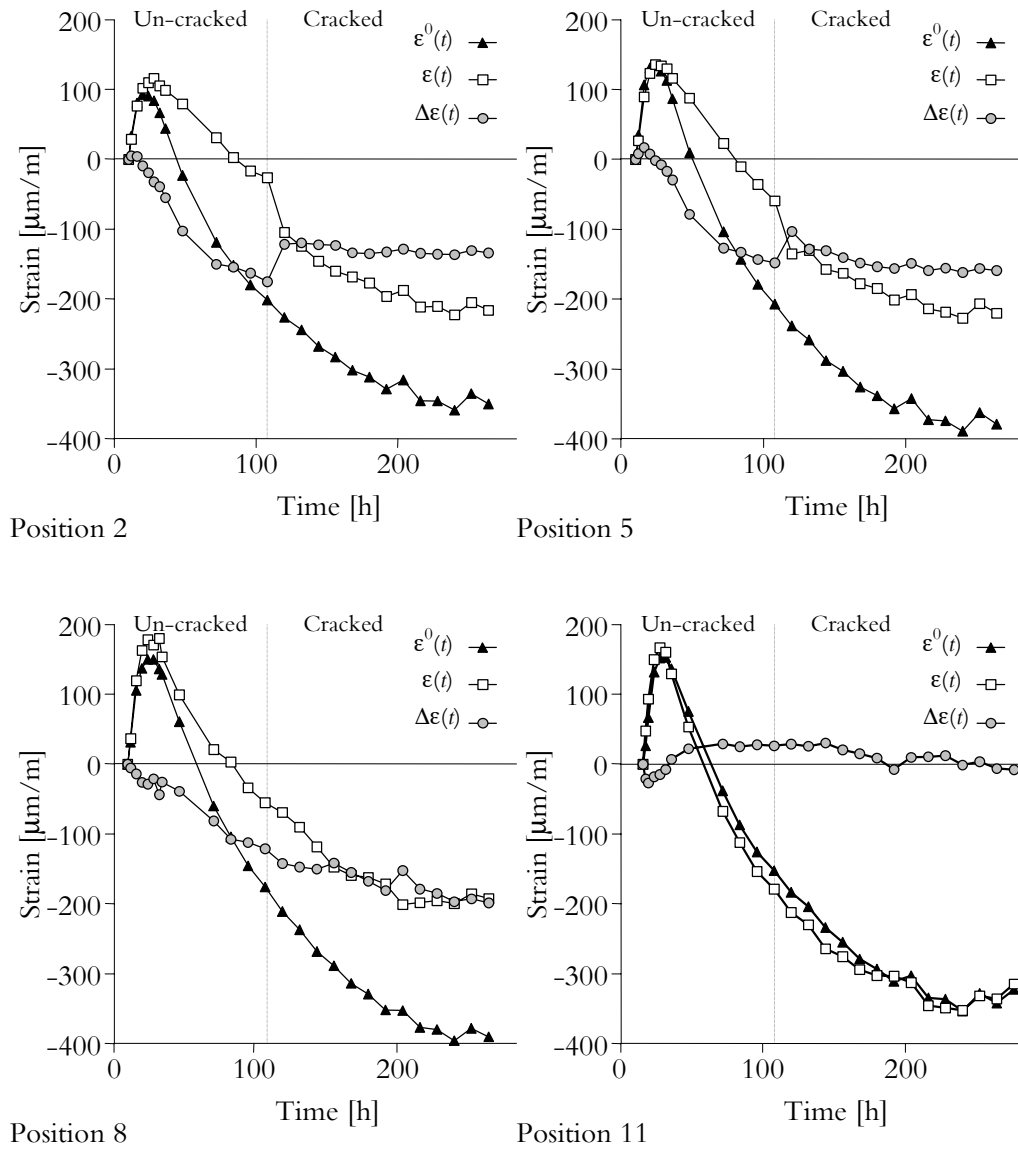 Un-cracked Cracked
ε⁰(t)
ε(t)
Δε(t)
200
100
0
-100
-200
-300
-400
Strain [μm/m]
0 100 200
Time [h]
Position 2
Un-cracked Cracked
ε⁰(t)
ε(t)
Δε(t)
200
100
0
-100
-200
-300
-400
Strain [μm/m]
0 100 200
Time [h]
Position 5
Un-cracked Cracked
ε⁰(t)
ε(t)
Δε(t)
200
100
0
-100
-200
-300
-400
Strain [μm/m]
0 100 200
Time [h]
Position 8
Un-cracked Cracked
ε⁰(t)
ε(t)
Δε(t)
200
100
0
-100
-200
-300
-400
Strain [μm/m]
0 100 200
Time [h]
Position 11